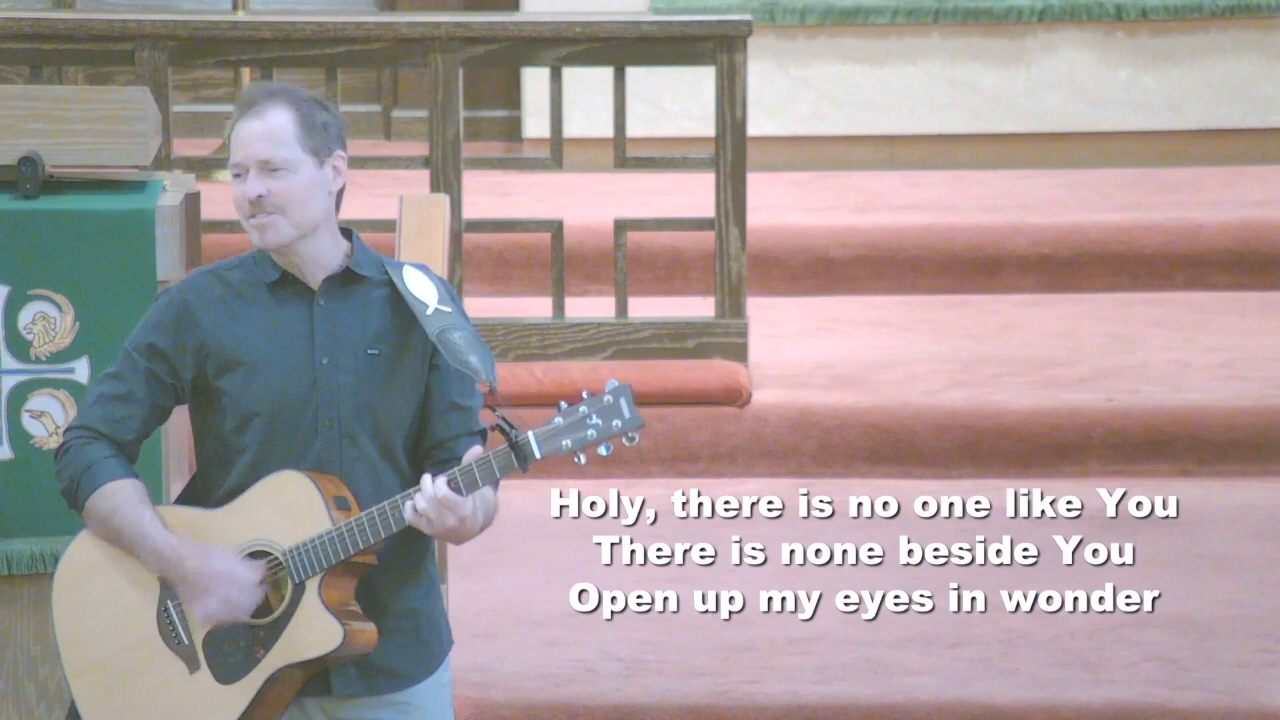 Holy, there is no one like You
There is none beside You
Open up my eyes in wonder